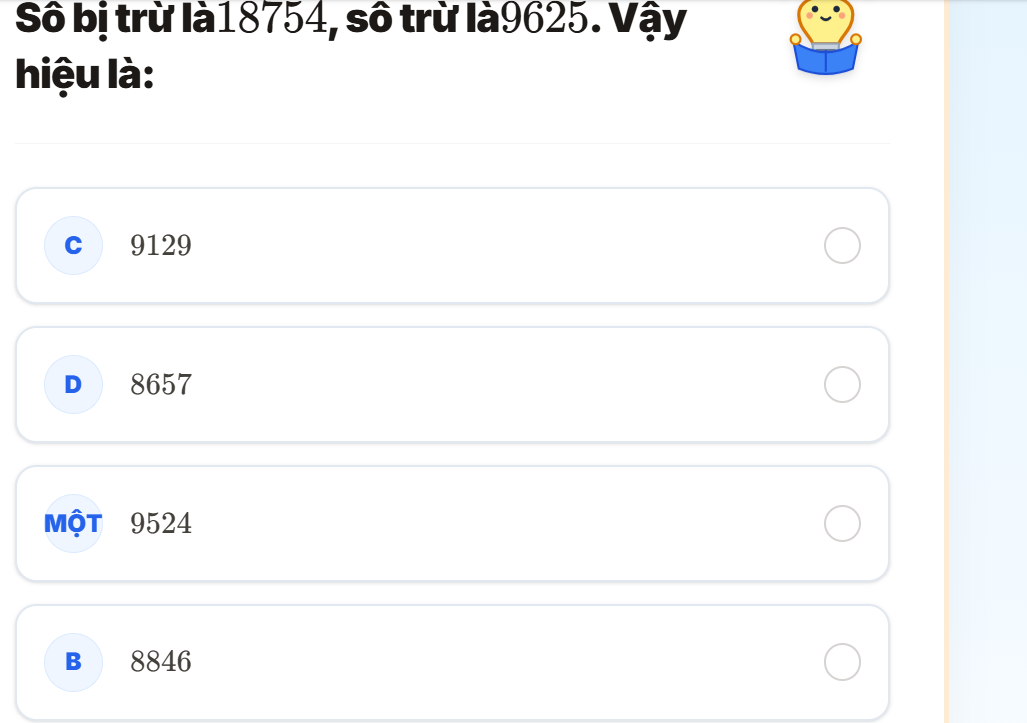 Số bị trừ là18754, số trừ là9625. Vậy
hiệu là:
C 9129
D 8657
MỘT 9524
B 8846